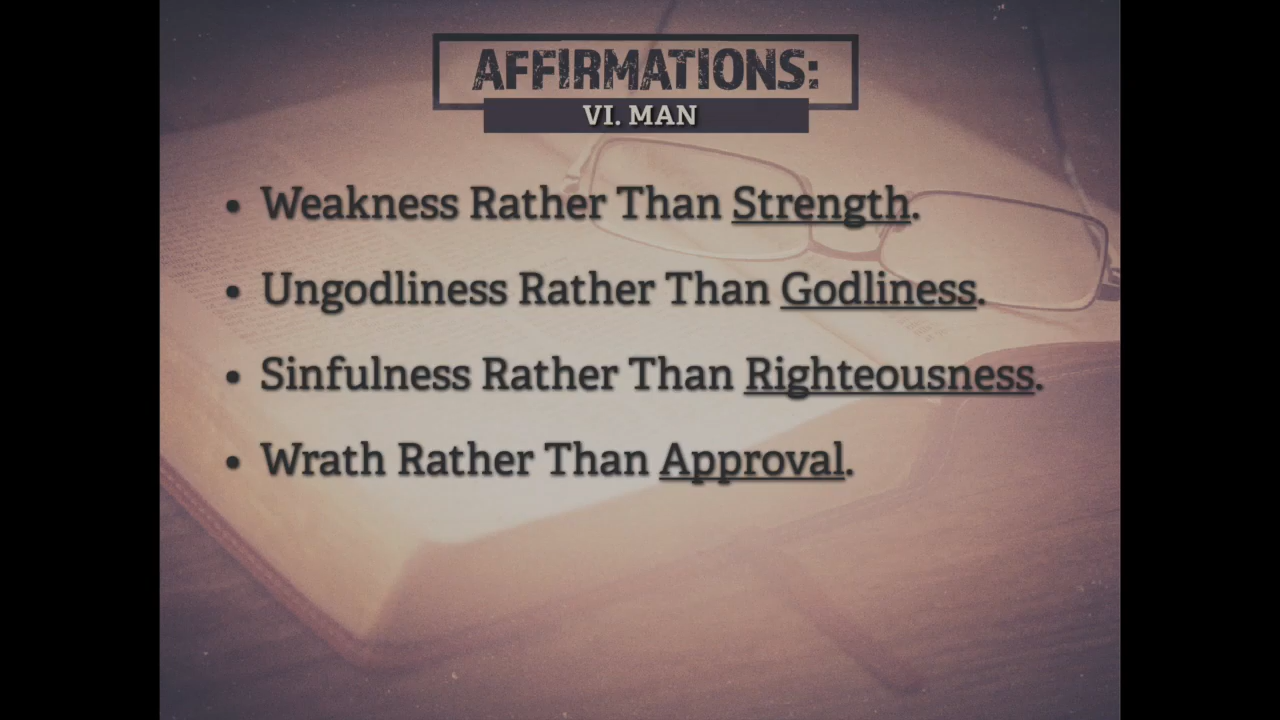 AFFIRMATIONS:
VI. MAN
• Weakness Rather Than Strength.
• Ungodliness Rather Than Godliness.
• Sinfulness Rather Than Righteousness.
• Wrath Rather Than Approval.